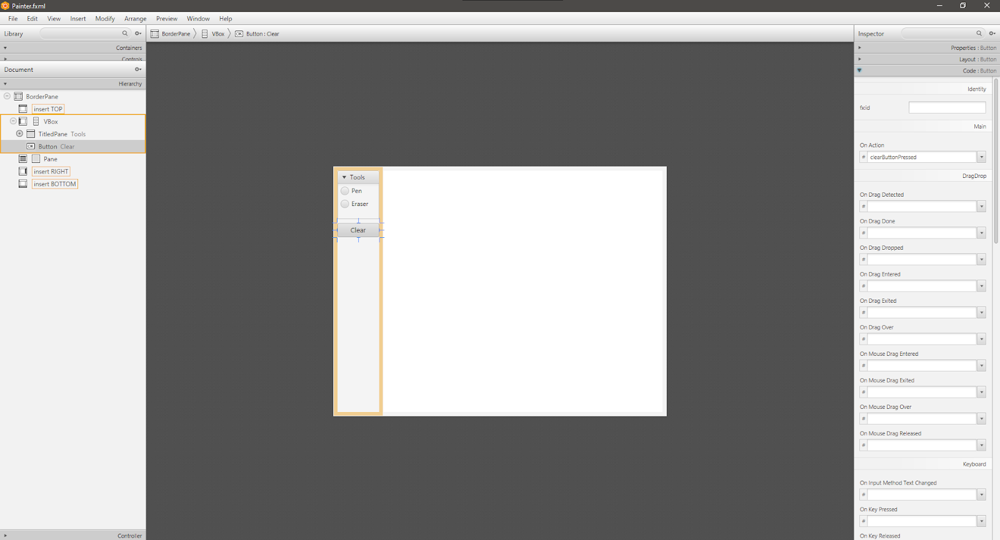 Painter.fxml
File Edit View Insert Modify Arrange Preview Window Help
Library
Containers
Controls
Document
Hierarchy
BorderPane
insert TOP
VBox
TitledPane Tools
Button Clear
Pane
insert RIGHT
insert BOTTOM
Controller
BorderPane VBox OK Button : Clear
Tools
Pen
Eraser
Clear
Inspector
Properties : Button
Layout : Button
Code : Button
Identity
fx:id
Main
On Action
# clearButtonPressed
DragDrop
On Drag Detected
#
On Drag Done
#
On Drag Dropped
#
On Drag Entered
#
On Drag Exited
#
On Drag Over
#
On Mouse Drag Entered
#
On Mouse Drag Exited
#
On Mouse Drag Over
#
On Mouse Drag Released
#
Keyboard
On Input Method Text Changed
#
On Key Pressed
#
On Key Released